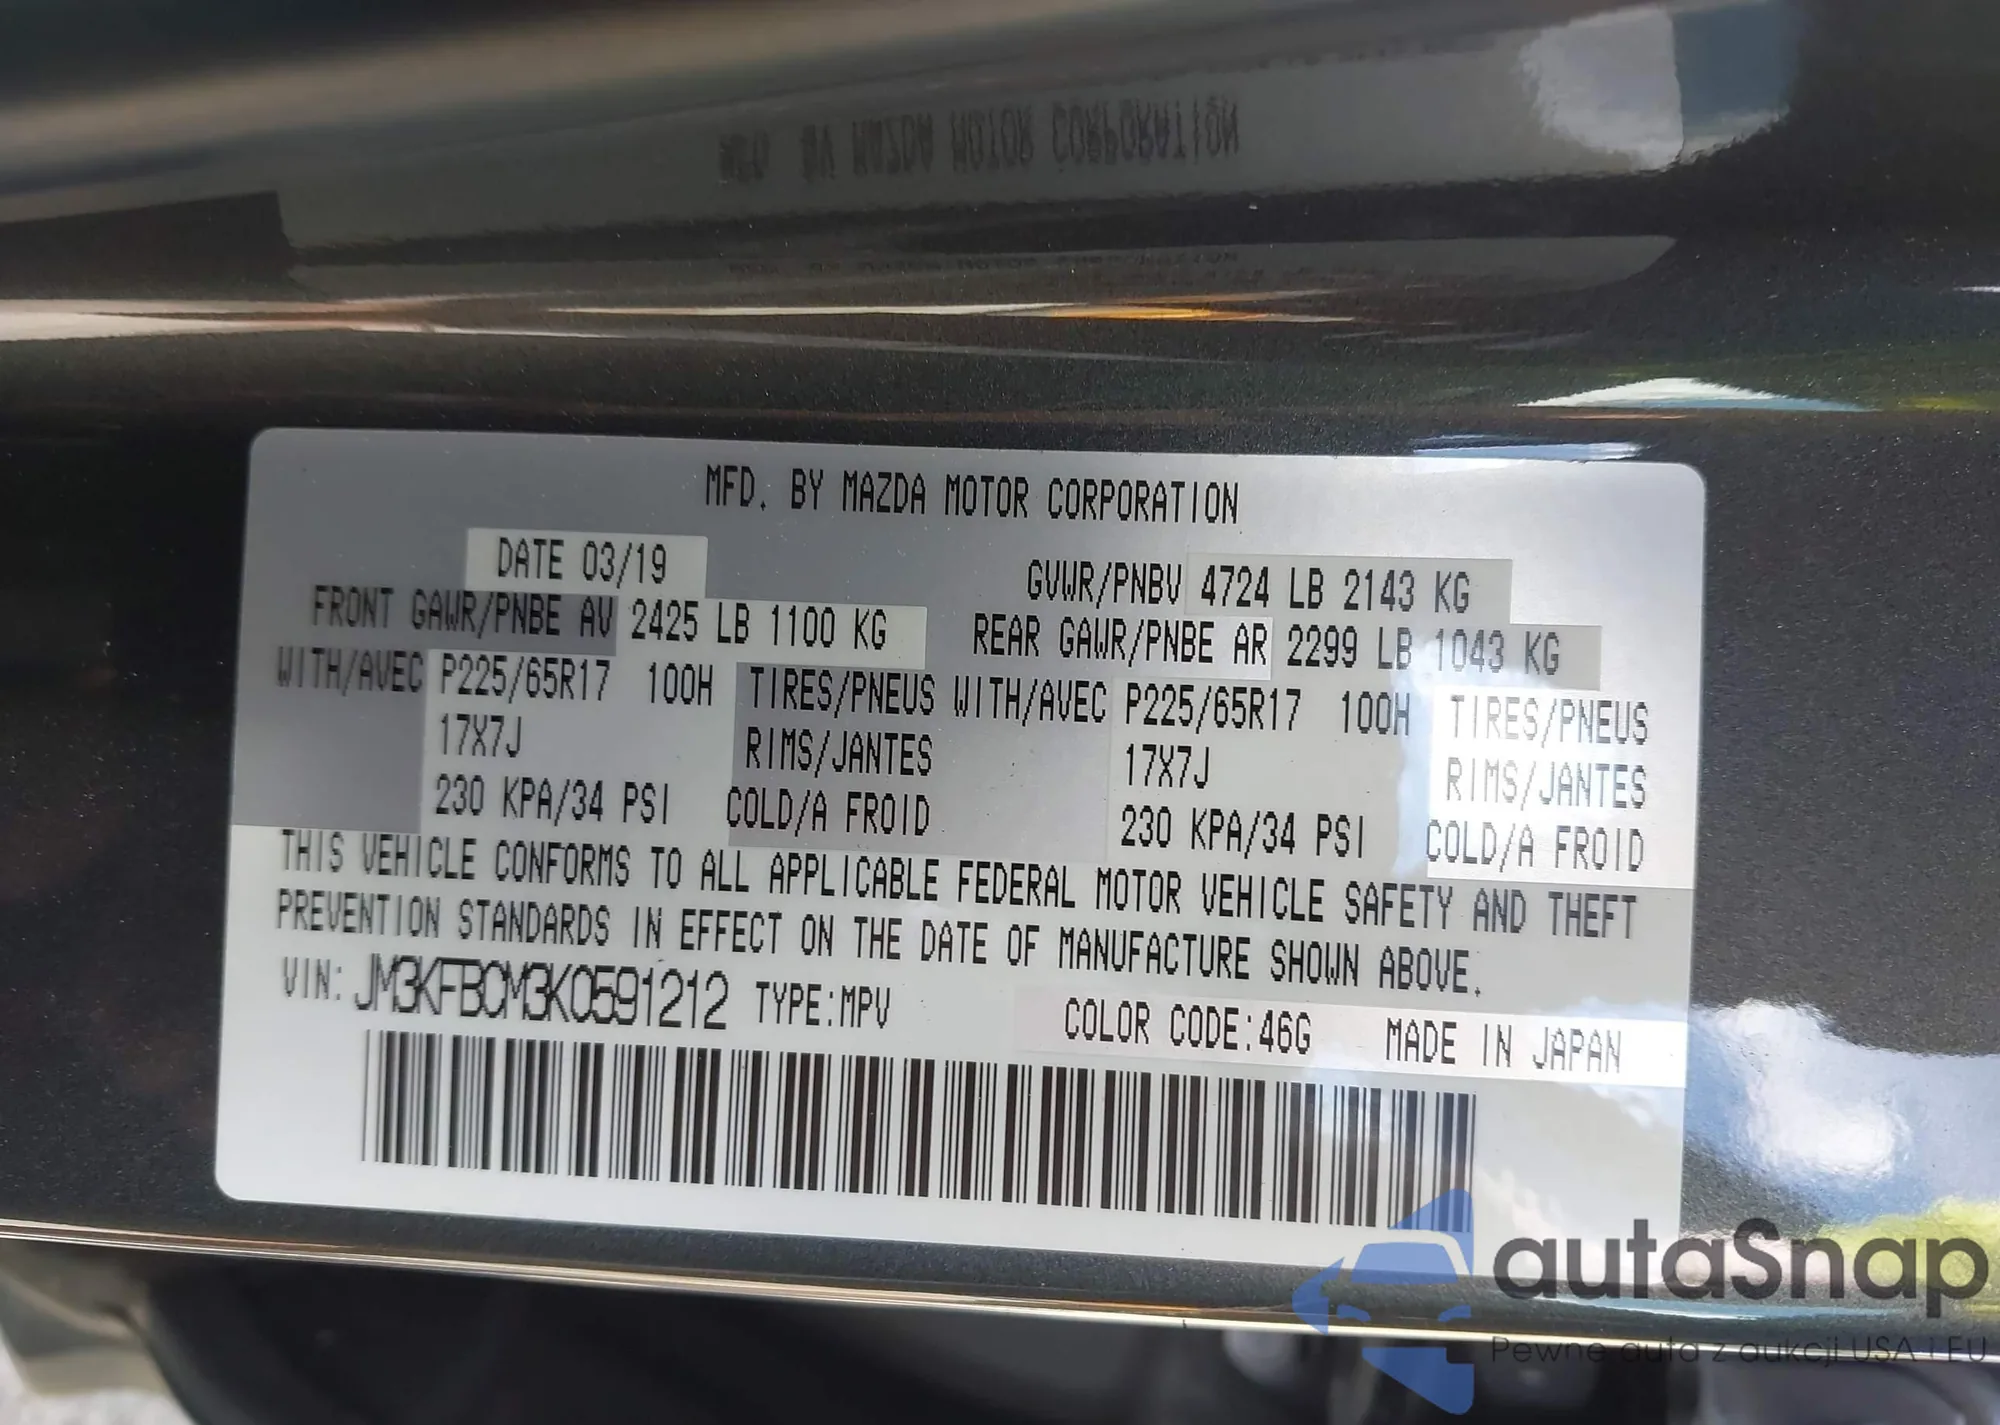 MFD. BY MAZDA MOTOR CORPORATION
DATE 03/19 GVWR/PNBV 4724 LB 2143 KG
FRONT GAWR/PNBE AV 2425 LB 1100 KG REAR GAWR/PNBE AR 2299 LB 1043 KG
WITH/AVEC P225/65R17 100H TIRES/PNEUS WITH/AVEC P225/65R17 100H TIRES/PNEUS
17X7J RIMS/JANTES 17X7J RIMS/JANTES
230 KPA/34 PSI COLD/A FROID 230 KPA/34 PSI COLD/A FROID
THIS VEHICLE CONFORMS TO ALL APPLICABLE FEDERAL MOTOR VEHICLE SAFETY AND THEFT
PREVENTION STANDARDS IN EFFECT ON THE DATE OF MANUFACTURE SHOWN ABOVE.
VIN: JM3KFBCM3K0591212 TYPE:MPV COLOR CODE:46G MADE IN JAPAN
autaSnap
Pewne auta z aukcji USA i EU